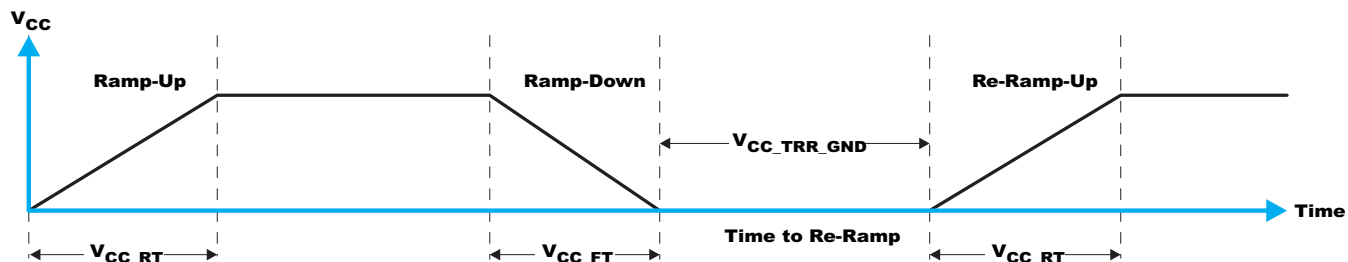 VCC
Ramp-Up
Ramp-Down
Re-Ramp-Up
VCC_TRR_GND
Time
Time to Re-Ramp
VCC_RT
VCC_FT
VCC_RT